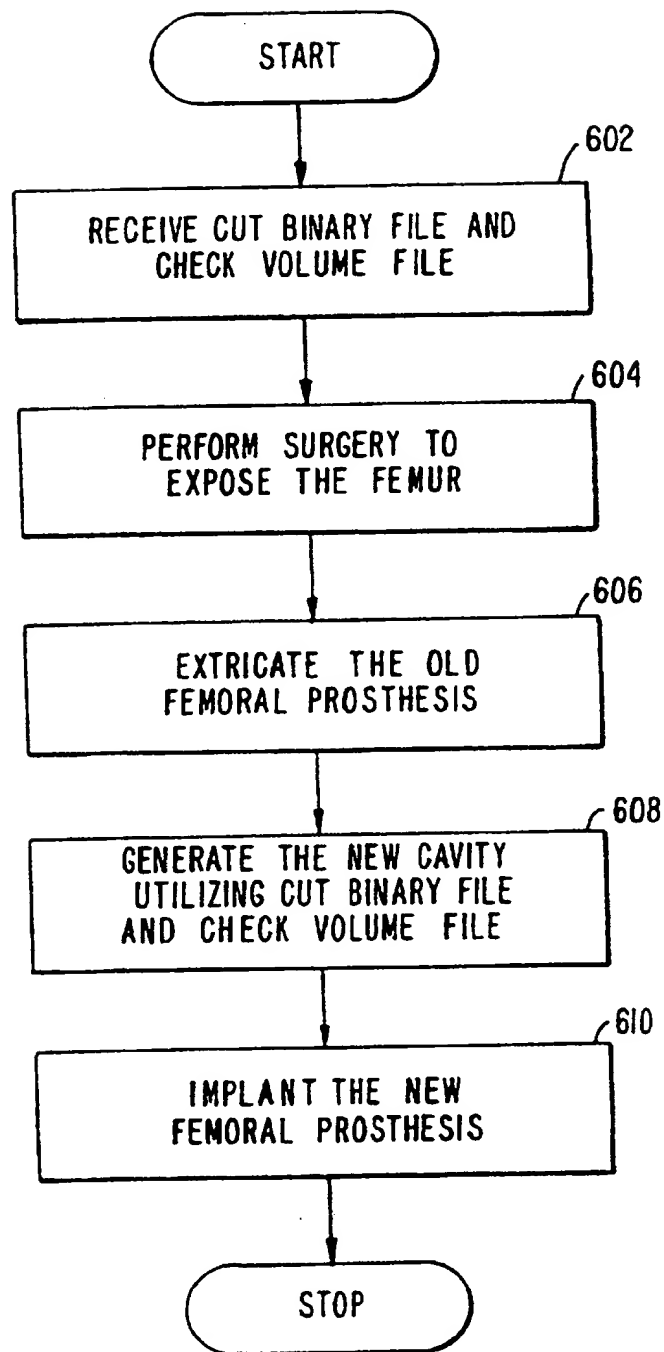 START
602
RECEIVE CUT BINARY FILE AND
CHECK VOLUME FILE
604
PERFORM SURGERY TO
EXPOSE THE FEMUR
606
EXTRICATE THE OLD
FEMORAL PROSTHESIS
608
GENERATE THE NEW CAVITY
UTILIZING CUT BINARY FILE
AND CHECK VOLUME FILE
610
IMPLANT THE NEW
FEMORAL PROSTHESIS
STOP